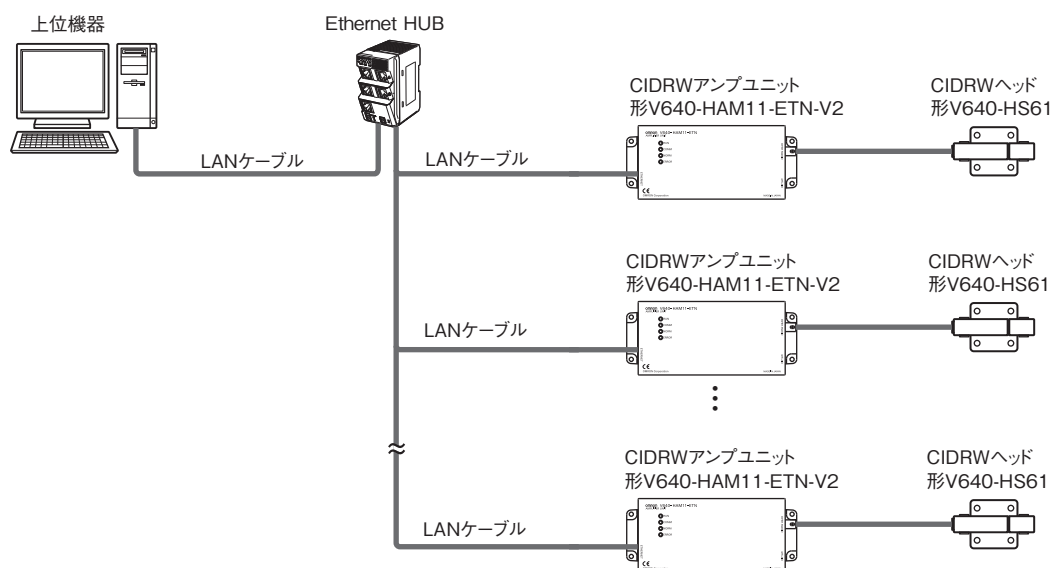 上位機器
Ethernet HUB
CIDRWアンプユニット
形V640-HAM11-ETN-V2
CIDRWヘッド
形V640-HS61
LANケーブル
LANケーブル
CIDRWアンプユニット
形V640-HAM11-ETN-V2
CIDRWヘッド
形V640-HS61
LANケーブル
CIDRWアンプユニット
形V640-HAM11-ETN-V2
CIDRWヘッド
形V640-HS61
LANケーブル